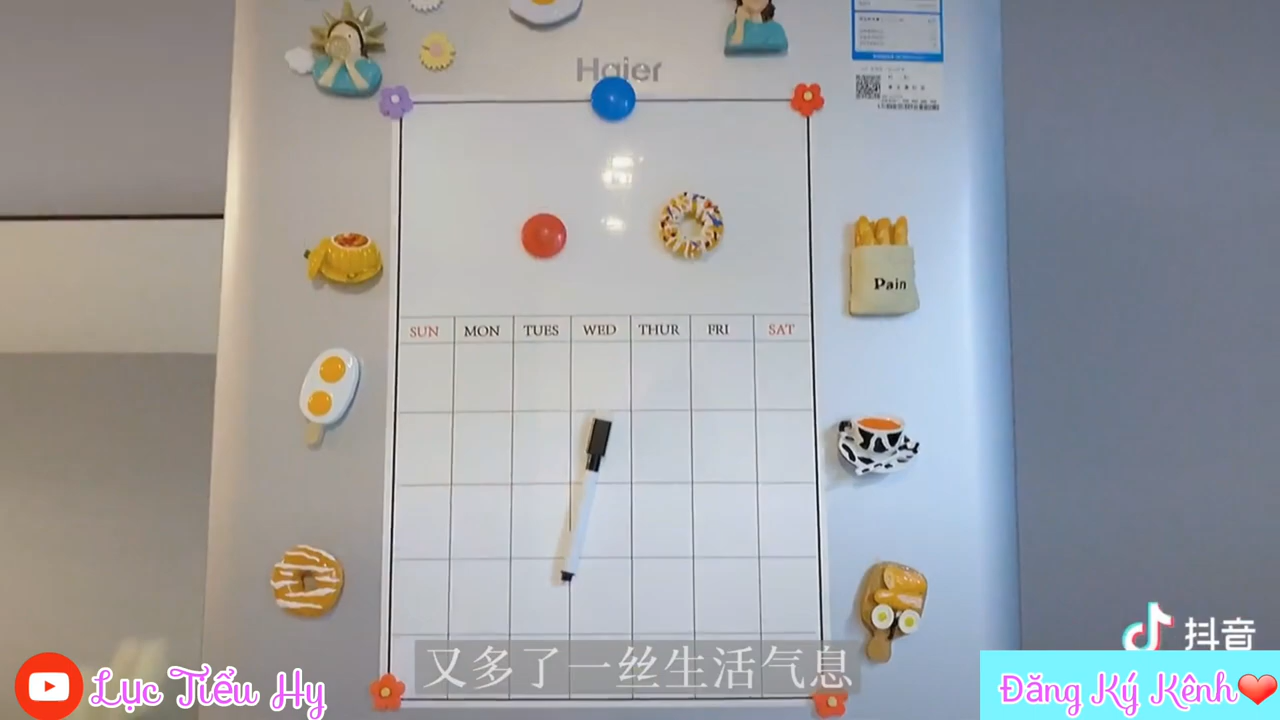 Haier
Pain
SUN MON TUES WED THUR FRI SAT
又多了一丝生活气息
抖音
Lục Tiểu Hy
Đăng Ký Kênh